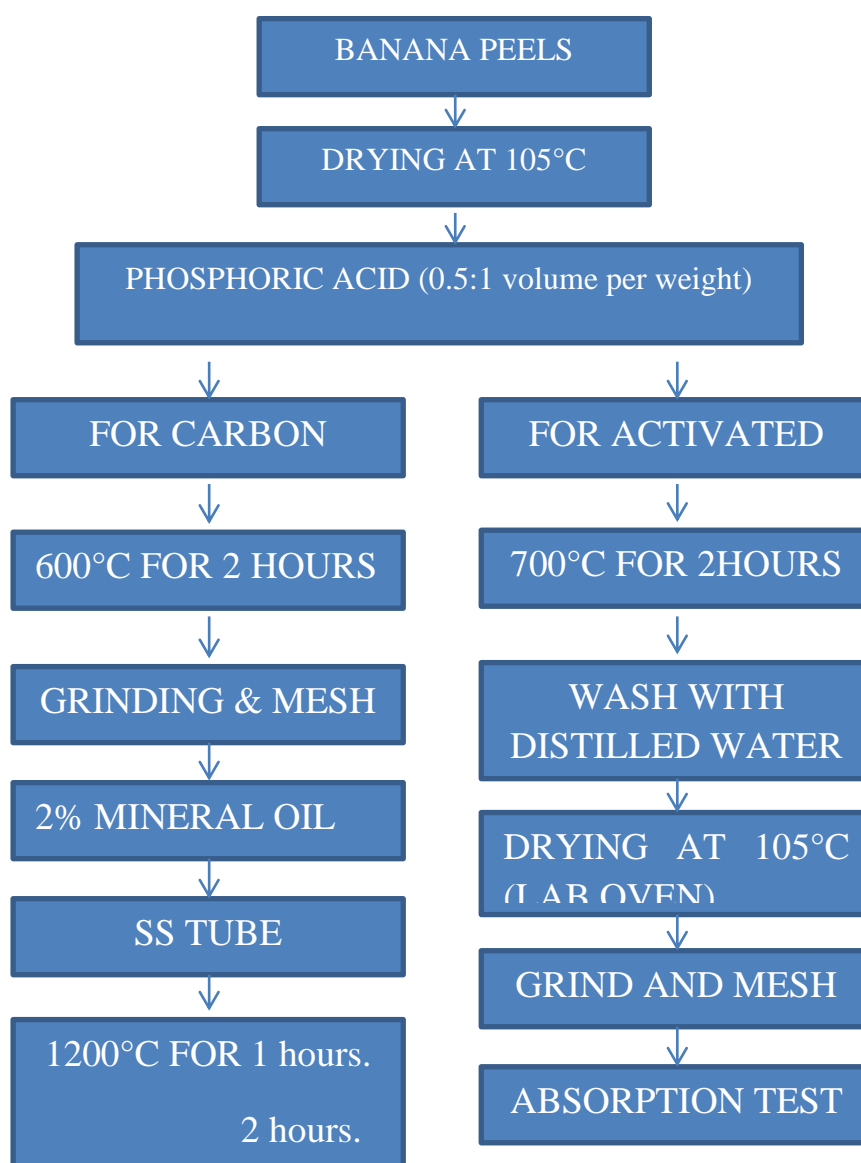 BANANA PEELS
DRYING AT 105°C
PHOSPHORIC ACID (0.5:1 volume per weight)
FOR CARBON
600°C FOR 2 HOURS
GRINDING & MESH
2% MINERAL OIL
SS TUBE
1200°C FOR 1 hours.
2 hours.
FOR ACTIVATED
700°C FOR 2HOURS
WASH WITH
DISTILLED WATER
DRYING AT 105°C
(LAB OVEN)
GRIND AND MESH
ABSORPTION TEST